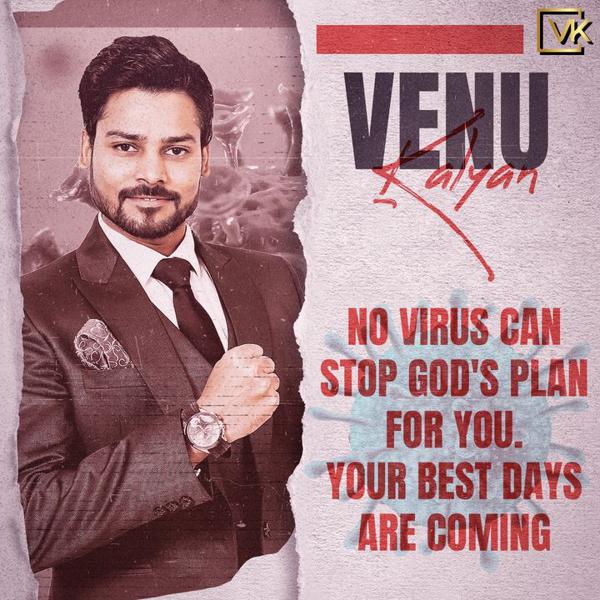 VK
VENU
Kalyan
NO VIRUS CAN
STOP GOD'S PLAN
FOR YOU.
YOUR BEST DAYS
ARE COMING